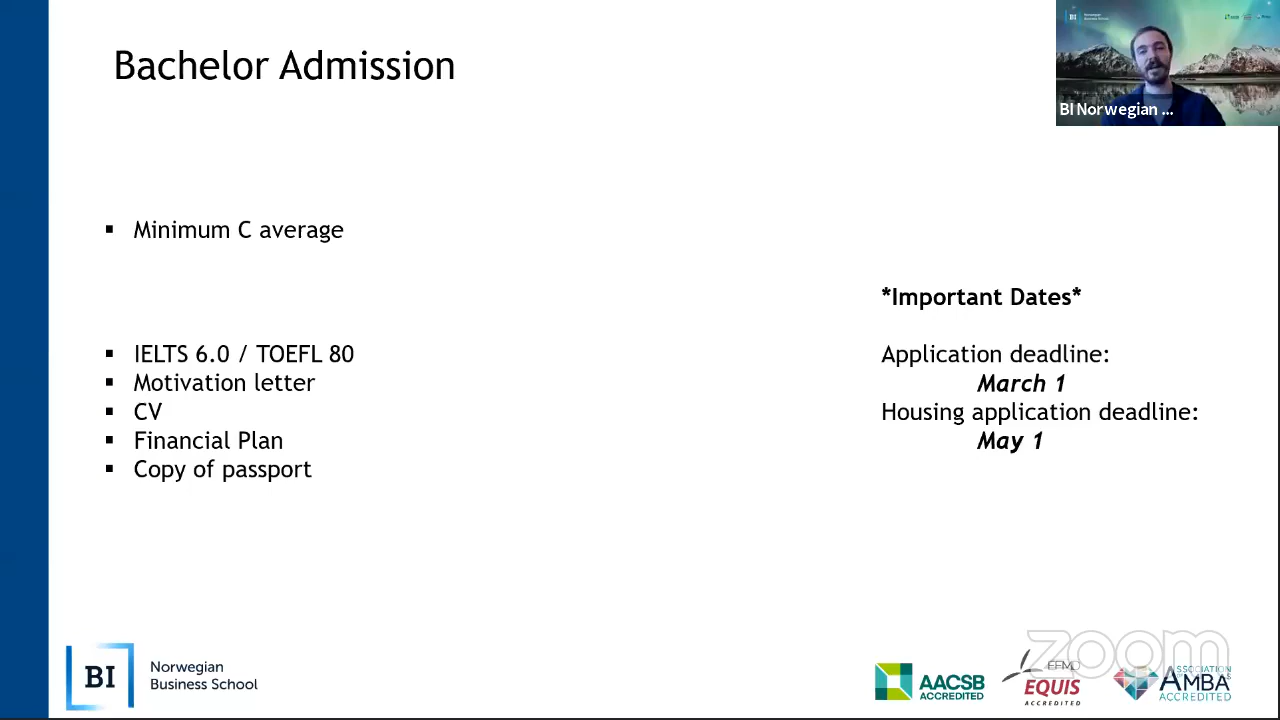 Bachelor Admission
BI Norwegian ...
▪ Minimum C average
*Important Dates*
▪ IELTS 6.0 / TOEFL 80
▪ Motivation letter
▪ CV
▪ Financial Plan
▪ Copy of passport
Application deadline:
March 1
Housing application deadline:
May 1
BI
Norwegian
Business School
AACSB
ACCREDITED
EFMD
EQUIS
ACCREDITED
ASSOCIATION
AMBA
ACCREDITED
zoom